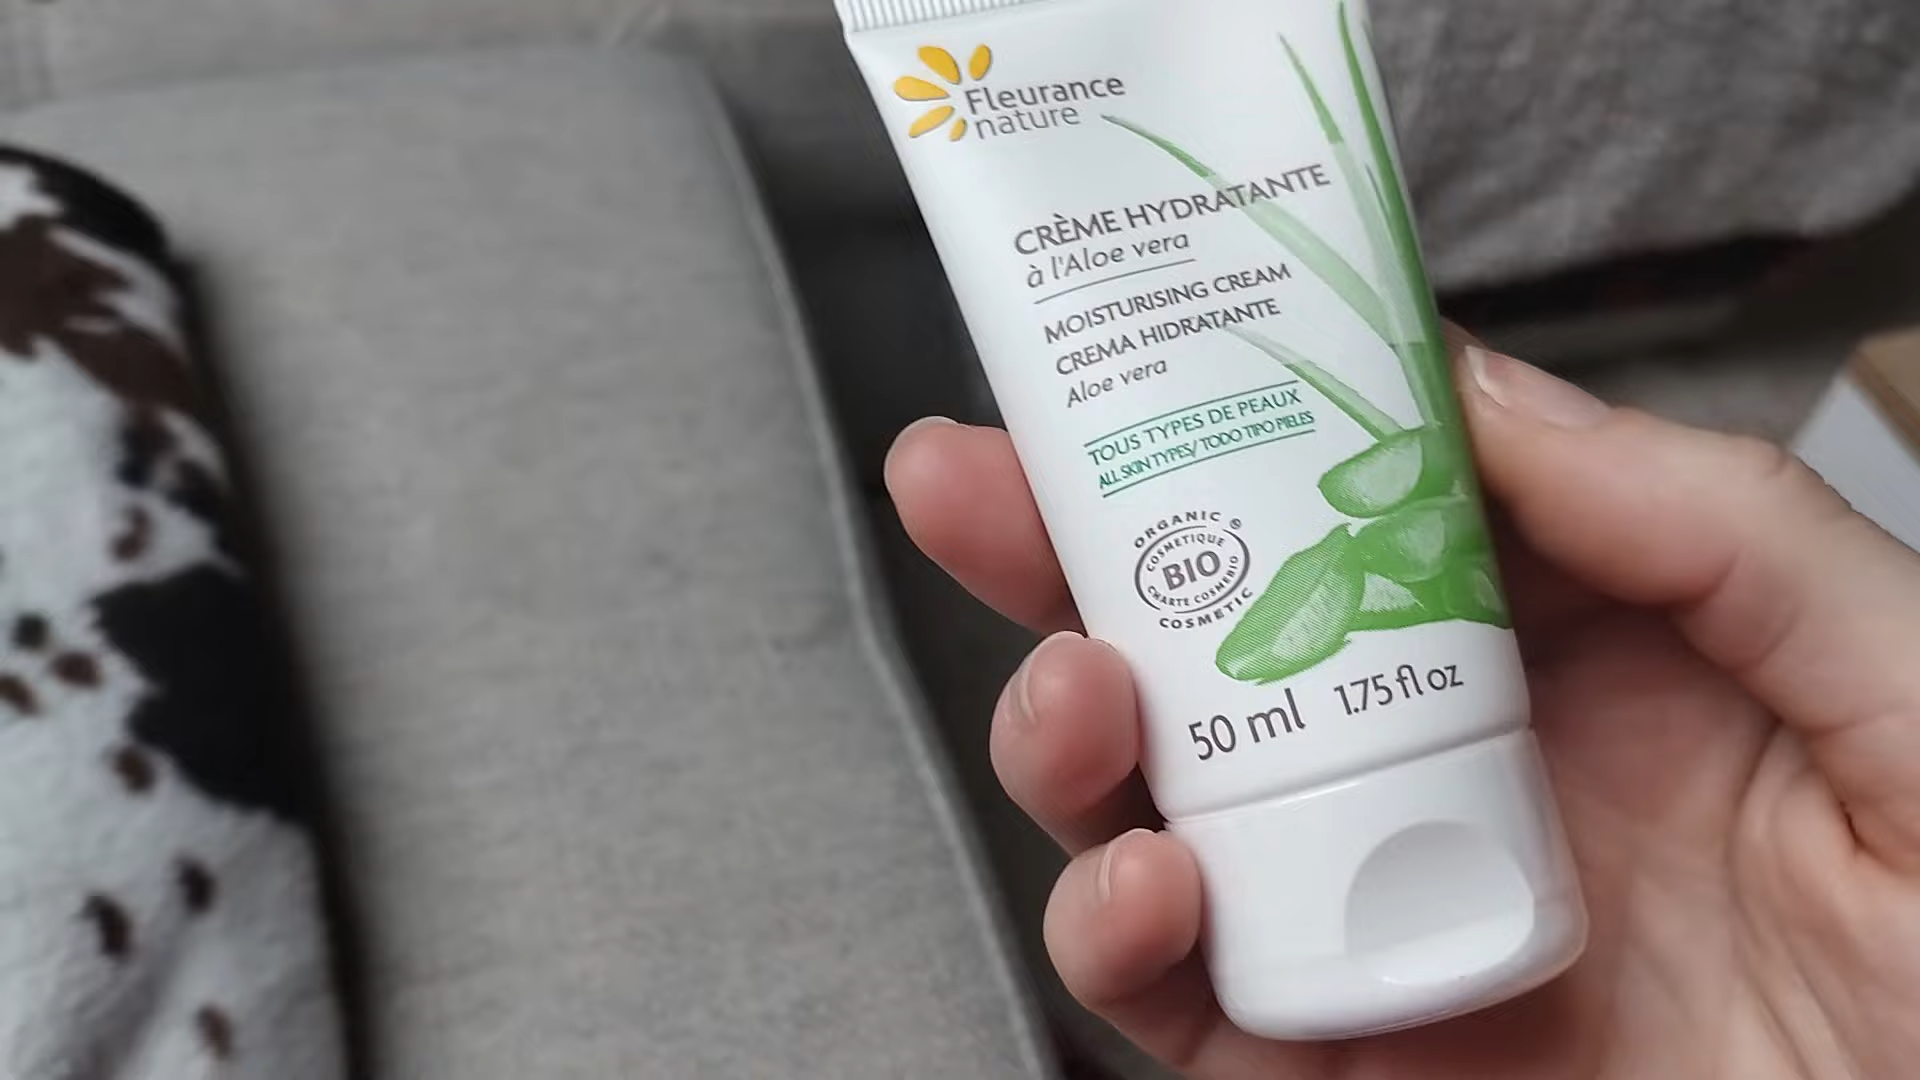 Fleurance
nature
CRÈME HYDRATANTE
à l'Aloe vera
MOISTURISING CREAM
CREMA HIDRATANTE
Aloe vera
TOUS TYPES DE PEAUX
ALL SKIN TYPES/ TODO TIPO PIELES
ORGANIC ®
COSMETIQUE
BIO
CHARTE COSMEBIO
COSMETIC
50 ml 1.75 fl oz